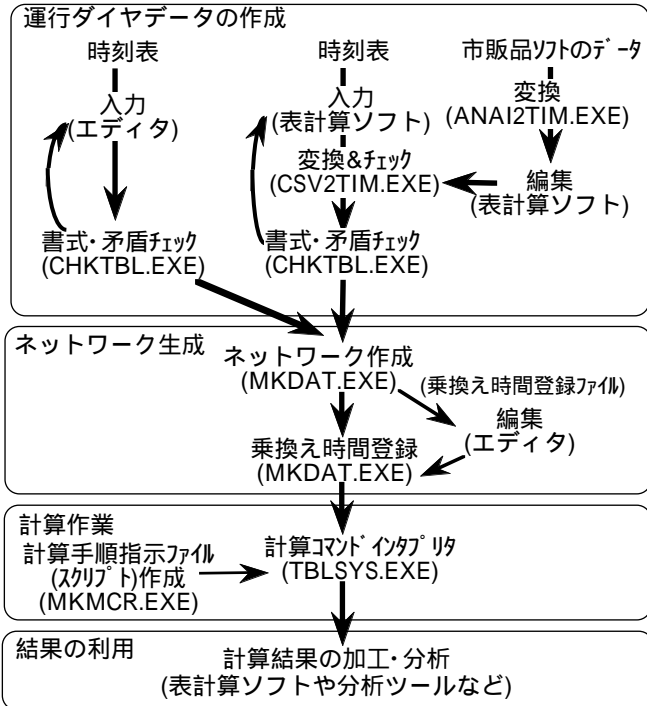 運行ダイヤデータの作成
時刻表
入力
(エディタ)
書式・矛盾ﾁｪｯｸ
(CHKTBL.EXE)
時刻表
入力
(表計算ソフト)
変換&ﾁｪｯｸ
(CSV2TIM.EXE)
書式・矛盾ﾁｪｯｸ
(CHKTBL.EXE)
市販品ｿﾌﾄのﾃﾞｰﾀ
変換
(ANAI2TIM.EXE)
編集
(表計算ソフト)
ネットワーク生成
ネットワーク作成
(MKDAT.EXE)
(乗換え時間登録ﾌｧｲﾙ)
編集
(エディタ)
乗換え時間登録
(MKDAT.EXE)
計算作業
計算手順指示ﾌｧｲﾙ
(ｽｸﾘﾌﾟﾄ)作成
(MKMCR.EXE)
計算ｺﾏﾝﾄﾞｲﾝﾀﾌﾟﾘﾀ
(TBLSYS.EXE)
結果の利用
計算結果の加工・分析
(表計算ソフトや分析ツールなど)